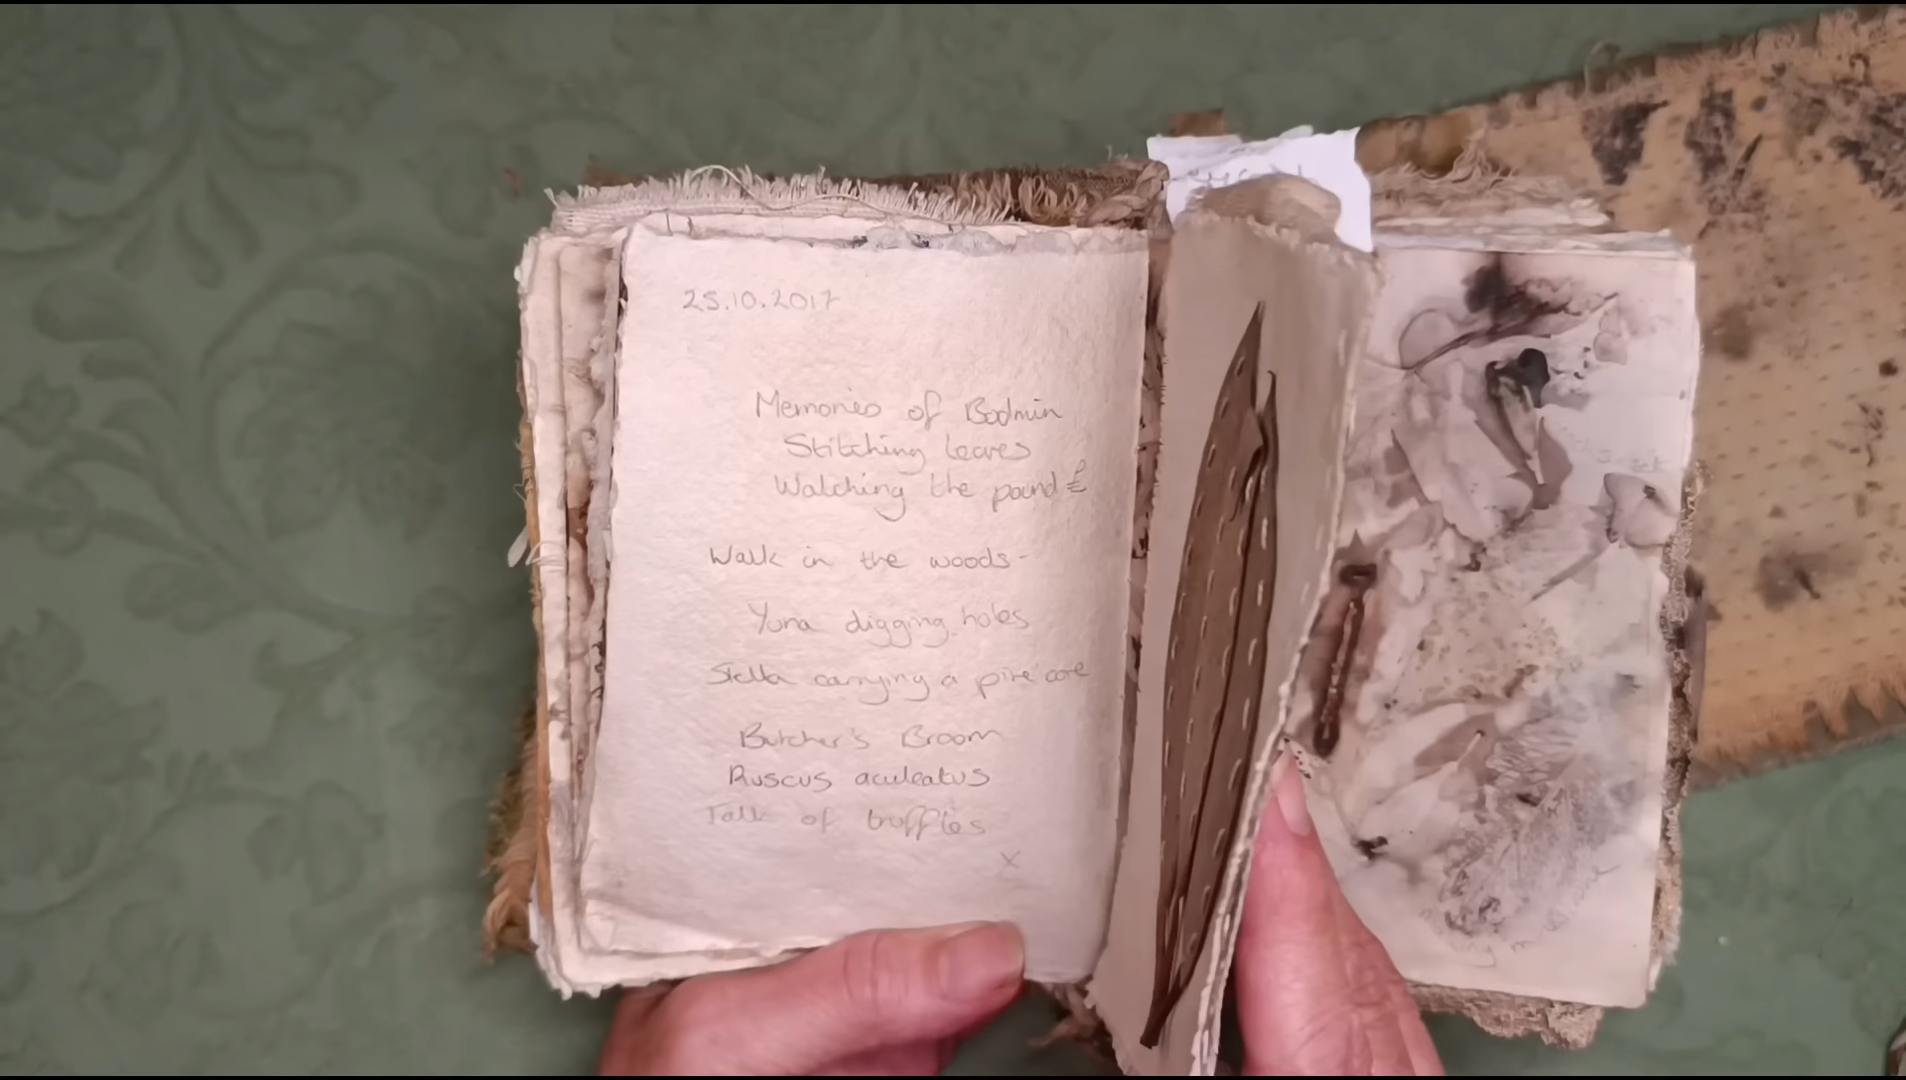 25.10.2017
Memories of Bodmin
Stitching leaves
Watching the pound £
Walk in the woods -
Yuna digging holes
Stella carrying a pine cone
Butcher's Broom
Ruscus aculeatus
Talk of truffles
x